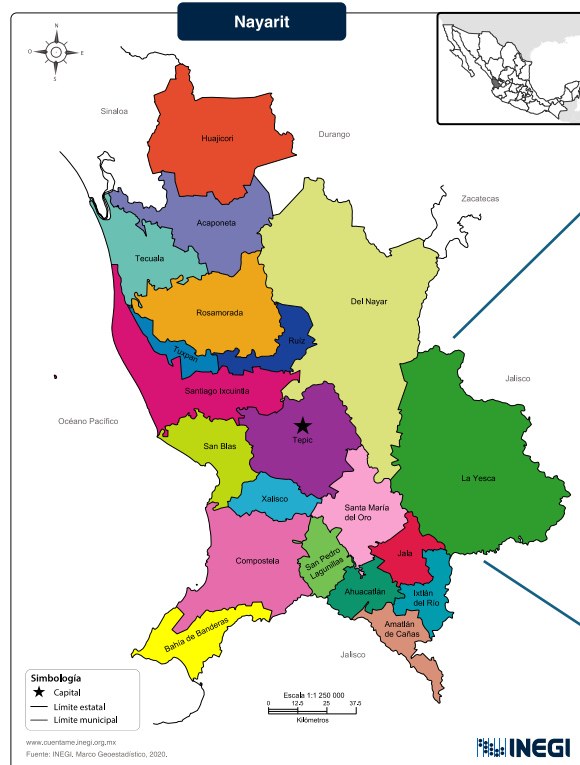 Nayarit
N
O
E
S
Sinaloa
Durango
Zacatecas
Jalisco
Océano Pacífico
Jalisco
Huajicori
Acaponeta
Tecuala
Del Nayar
Rosamorada
Ruíz
Tuxpan
Santiago Ixcuintla
San Blas
Tepic
La Yesca
Xalisco
Santa María
del Oro
Compostela
San Pedro
Lagunillas
Jala
Ahuacatlán
Ixtlán
del Río
Amatlán
de Cañas
Bahía de Banderas
Simbología
Capital
Límite estatal
Límite municipal
Escala 1:1 250 000
10 5 0 12.5 25 37.5
Kilómetros
www.cuentame.inegi.org.mx
Fuente: INEGI. Marco Geoestadístico, 2020.
INEGI